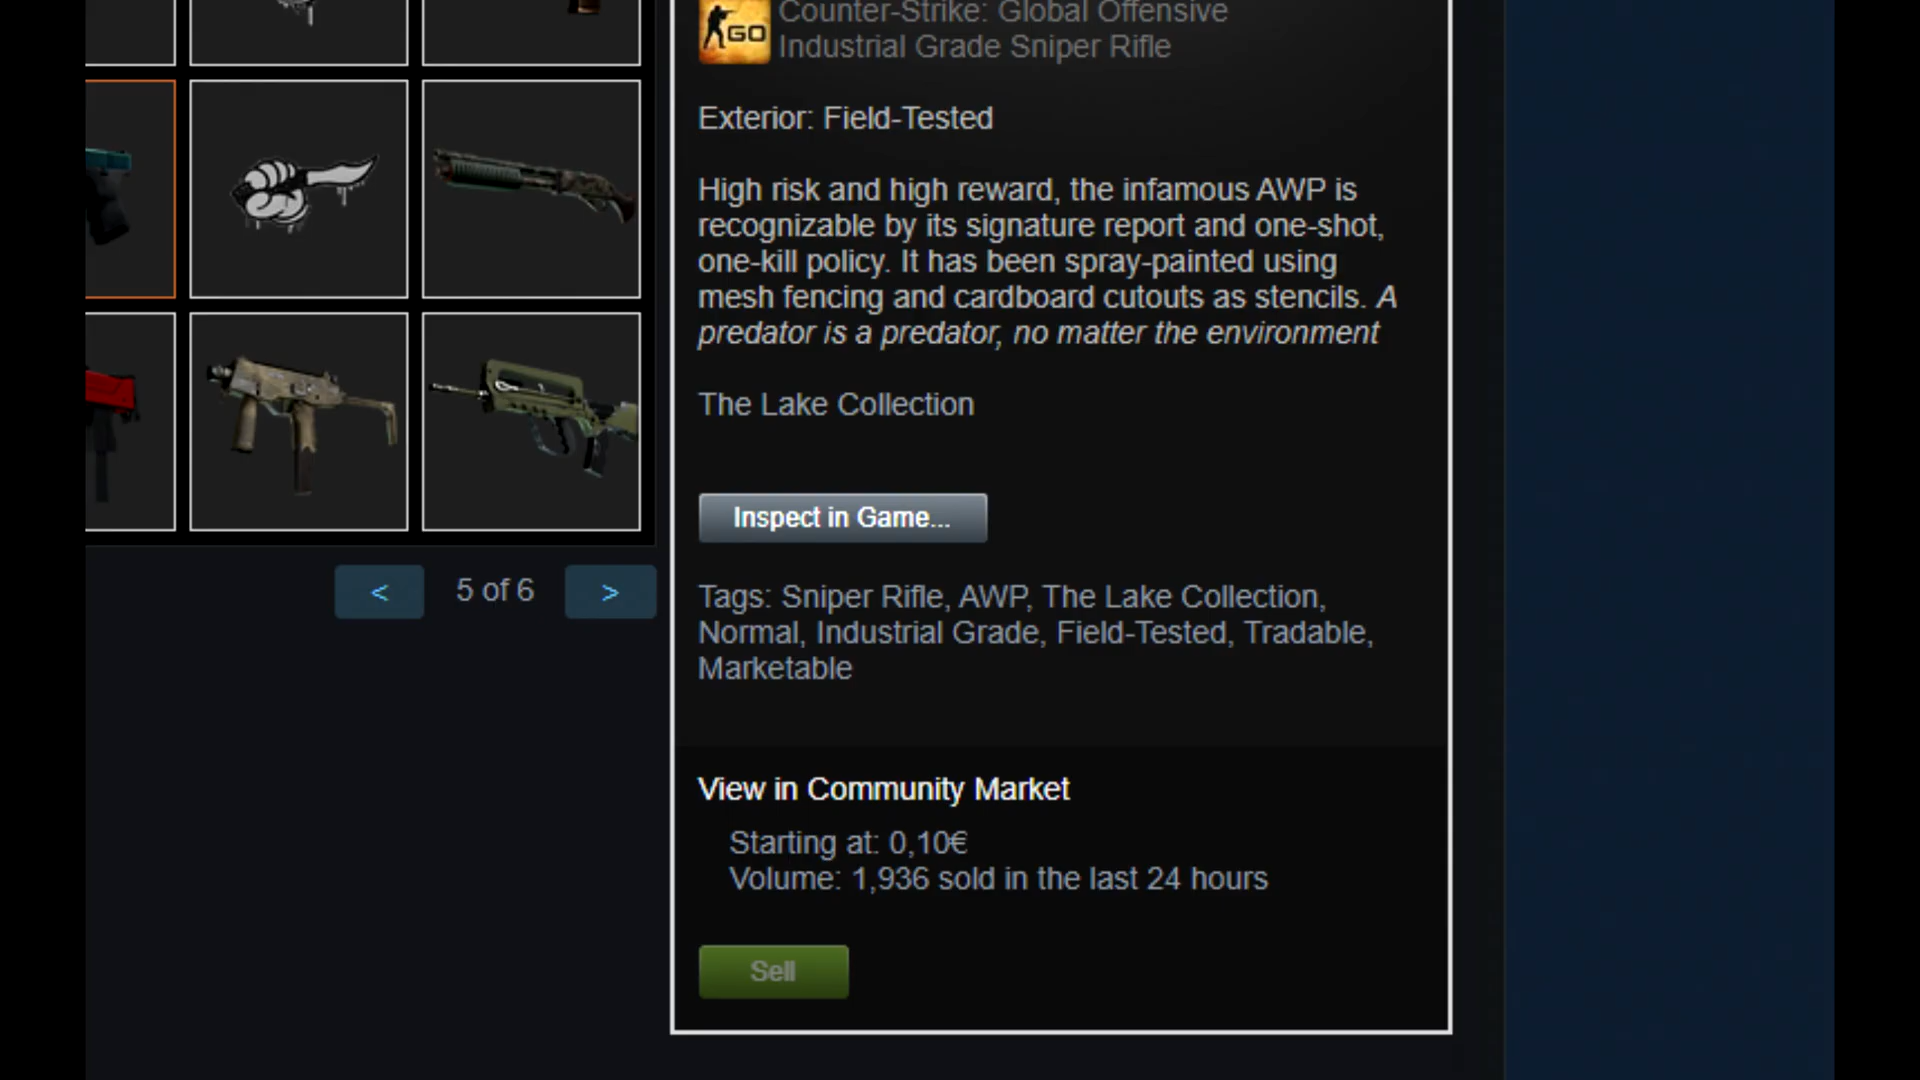 Counter-Strike: Global Offensive
GO
Industrial Grade Sniper Rifle
Exterior: Field-Tested
High risk and high reward, the infamous AWP is
recognizable by its signature report and one-shot,
one-kill policy. It has been spray-painted using
mesh fencing and cardboard cutouts as stencils. A
predator is a predator, no matter the environment
The Lake Collection
Inspect in Game...
< 5 of 6 >
Tags: Sniper Rifle, AWP, The Lake Collection,
Normal, Industrial Grade, Field-Tested, Tradable,
Marketable
View in Community Market
Starting at: 0,10€
Volume: 1,936 sold in the last 24 hours
Sell